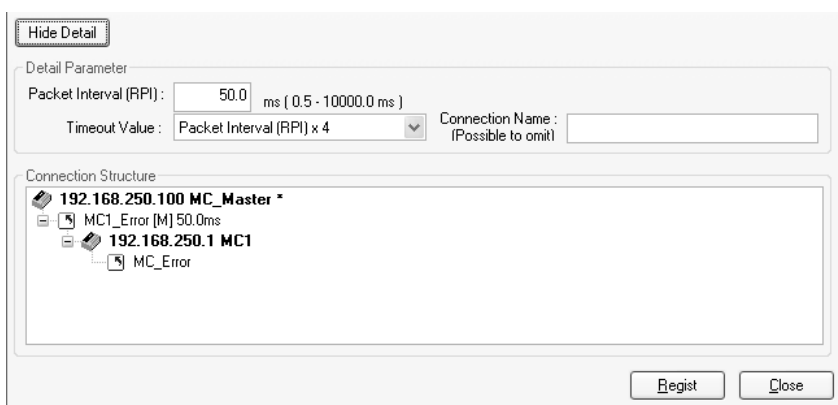 Hide Detail
Detail Parameter
Packet Interval (RPI) : 50.0 ms ( 0.5 - 10000.0 ms )
Timeout Value : Packet Interval (RPI) x 4
Connection Name :
(Possible to omit)
Connection Structure
192.168.250.100 MC_Master *
MC1_Error [M] 50.0ms
192.168.250.1 MC1
MC_Error
Regist Close